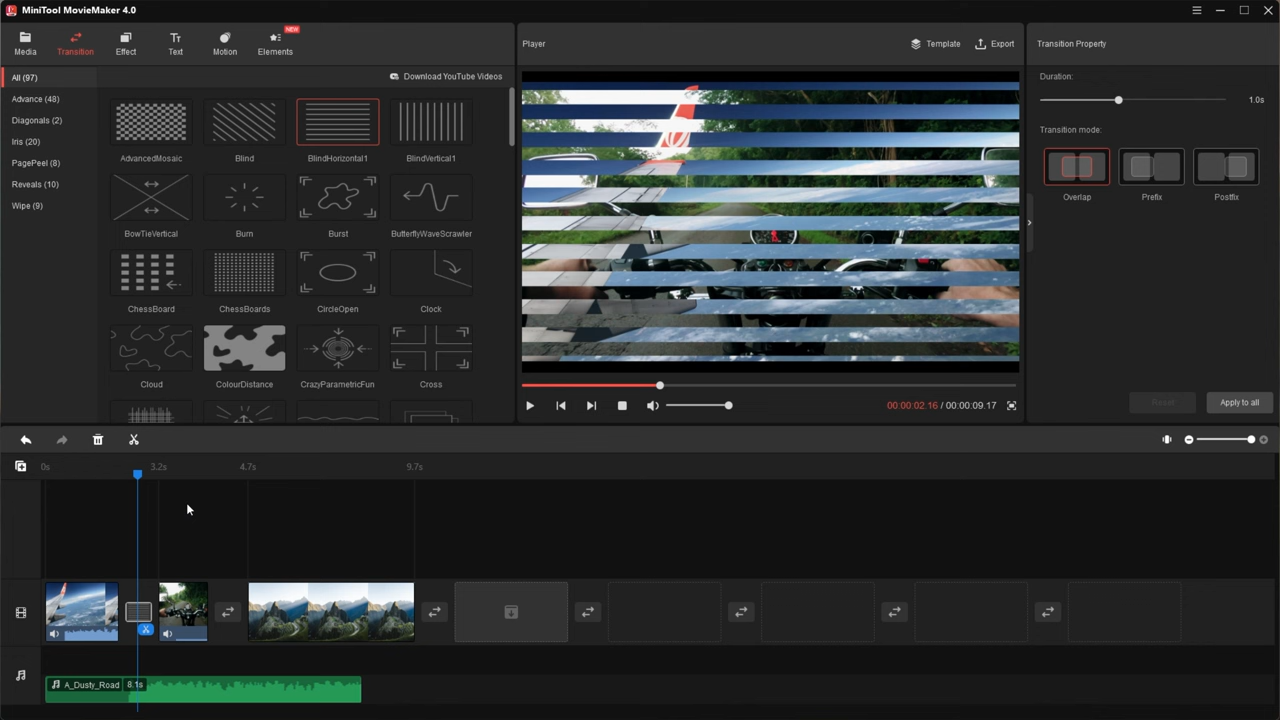 MiniTool MovieMaker 4.0
Media
Transition
Effect
Text
Motion
Elements
NEW
Player
Template
Export
Transition Property
All (97)
Download YouTube Videos
Advance (48)
Diagonals (2)
Iris (20)
PagePeel (8)
Reveals (10)
Wipe (9)
AdvancedMosaic
Blind
BlindHorizontal1
BlindVertical1
BowTieVertical
Burn
Burst
ButterflyWaveScrawler
ChessBoard
ChessBoards
CircleOpen
Clock
Cloud
ColourDistance
CrazyParametricFun
Cross
Duration:
1.0s
Transition mode:
Overlap
Prefix
Postfix
00:00:02.16 / 00:00:09.17
Reset
Apply to all
0s
3.2s
4.7s
9.7s
A_Dusty_Road
8.1s